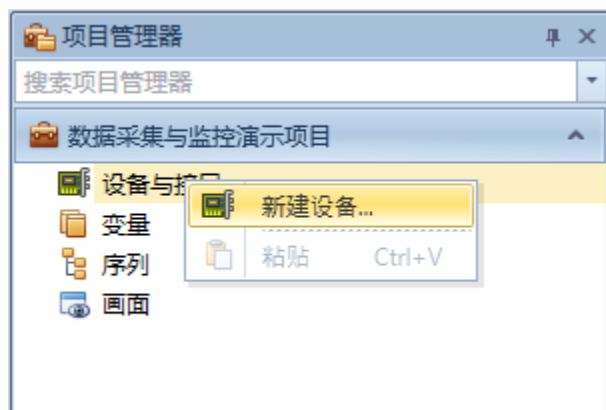 项目管理器
搜索项目管理器
数据采集与监控演示项目
设备与接口
新建设备...
变量
粘贴 Ctrl+V
序列
画面